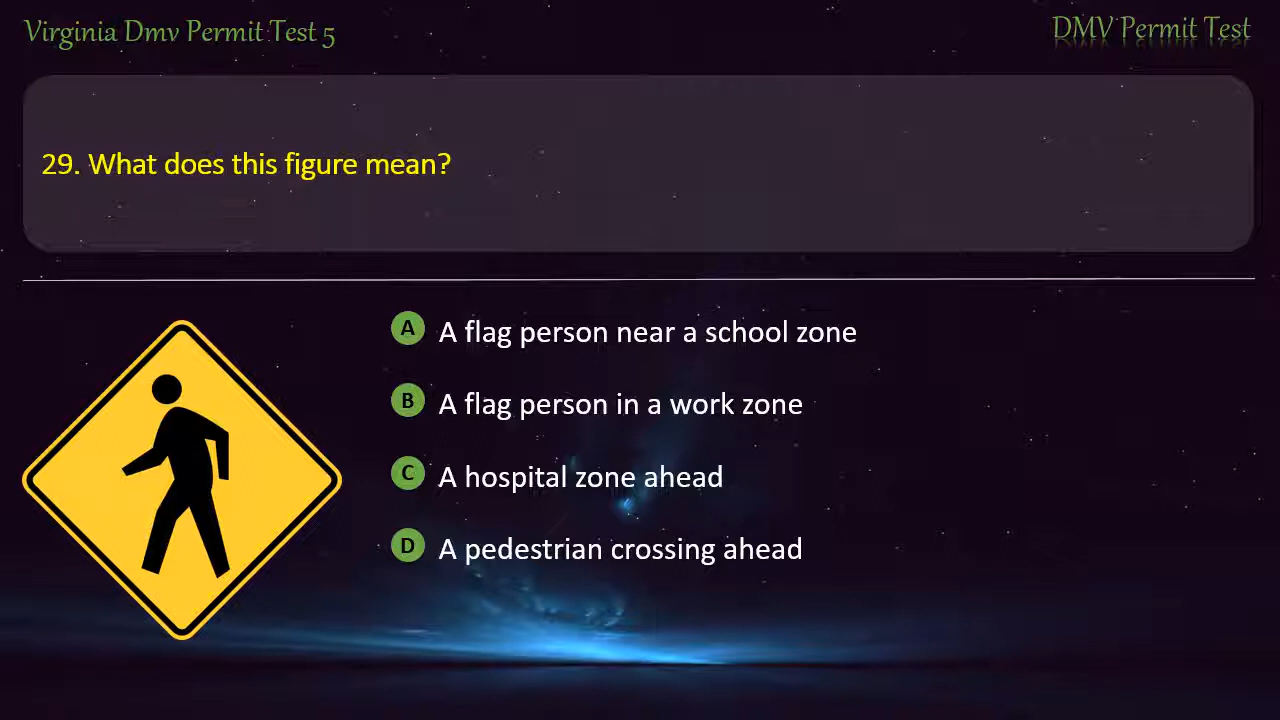 Virginia Dmv Permit Test 5
DMV Permit Test
29. What does this figure mean?
A A flag person near a school zone
B A flag person in a work zone
C A hospital zone ahead
D A pedestrian crossing ahead